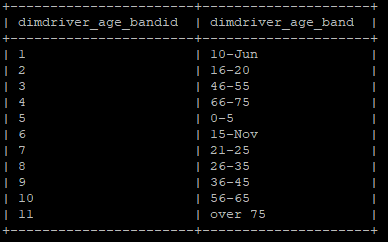 +----------------------+--------------------+
| dimdriver_age_bandid | dimdriver_age_band |
+----------------------+--------------------+
| 1 | 10-Jun |
| 2 | 16-20 |
| 3 | 46-55 |
| 4 | 66-75 |
| 5 | 0-5 |
| 6 | 15-Nov |
| 7 | 21-25 |
| 8 | 26-35 |
| 9 | 36-45 |
| 10 | 56-65 |
| 11 | over 75 |
+----------------------+--------------------+